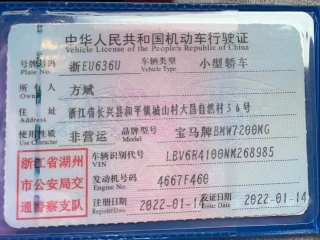 中华人民共和国机动车行驶证
Vehicle License of the People's Republic of China
号牌号码 浙EU636U 车辆类型 小型轿车
Plate No. Vehicle Type
所有人 方斌
Owner
住址 浙江省长兴县和平镇城山村大昌自然村36号
Address
使用性质 非营运 品牌型号 宝马牌BMW7200MG
Use Character Model
浙江省湖州市公安局交通警察支队
车辆识别代号 LBV6R4100NM268985
VIN
发动机号码 4667F460
Engine No.
注册日期 2022-01-14 发证日期 2022-01-14
Register Date Issue Date